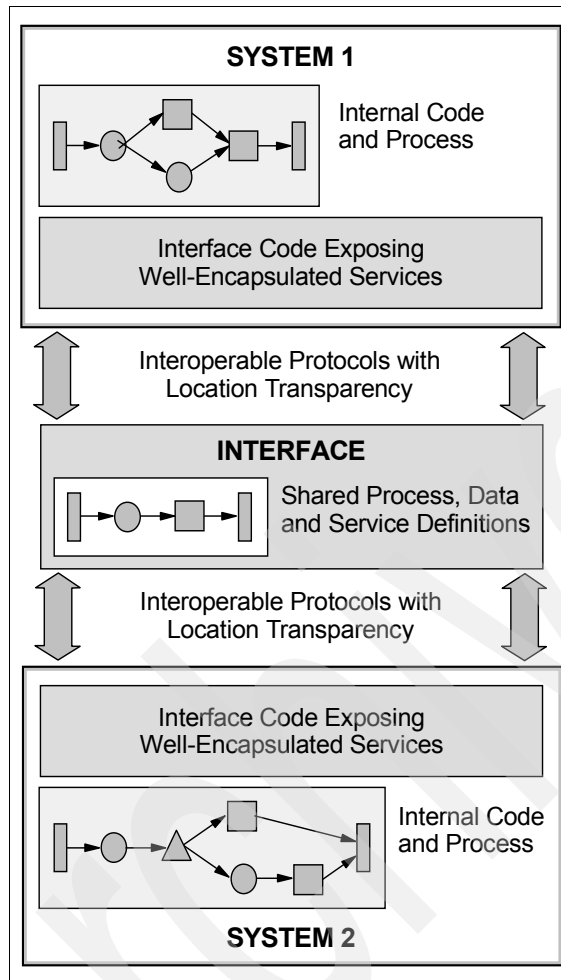 SYSTEM 1
Internal Code
and Process
Interface Code Exposing
Well-Encapsulated Services
Interoperable Protocols with
Location Transparency
INTERFACE
Shared Process, Data
and Service Definitions
Interoperable Protocols with
Location Transparency
Interface Code Exposing
Well-Encapsulated Services
Internal Code
and Process
SYSTEM 2